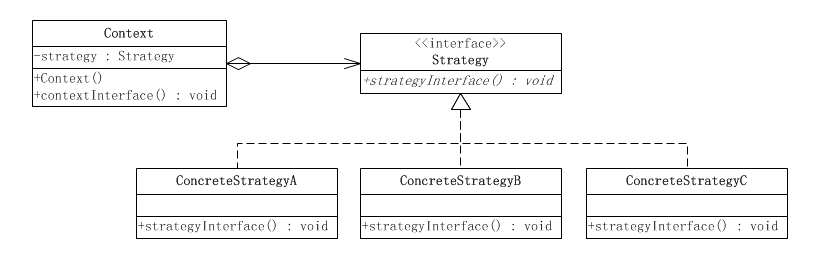 Context
-strategy : Strategy
+Context()
+contextInterface() : void
<<interface>>
Strategy
+strategyInterface() : void
ConcreteStrategyA
+strategyInterface() : void
ConcreteStrategyB
+strategyInterface() : void
ConcreteStrategyC
+strategyInterface() : void